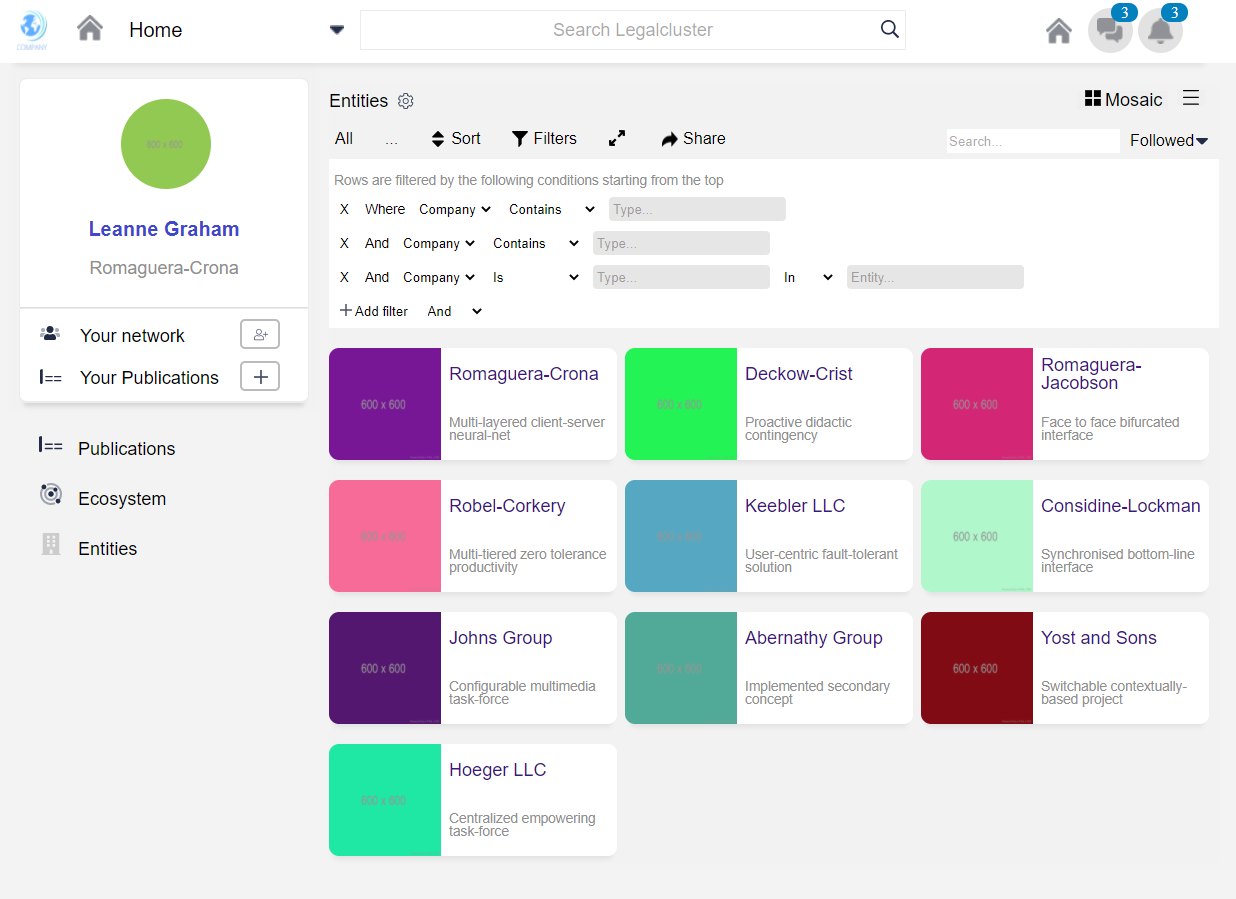 COMPANY
Home
Search Legalcluster
3
3
600 x 600
Leanne Graham
Romaguera-Crona
Your network
Your Publications
Publications
Ecosystem
Entities
Entities
Mosaic
All
...
Sort
Filters
Share
Search...
Followed
Rows are filtered by the following conditions starting from the top
X Where Company Contains Type...
X And Company Contains Type...
X And Company Is Type... In Entity...
Add filter And
600 x 600
Romaguera-Crona
Multi-layered client-server
neural-net
600 x 600
Deckow-Crist
Proactive didactic
contingency
600 x 600
Romaguera-
Jacobson
Face to face bifurcated
interface
600 x 600
Robel-Corkery
Multi-tiered zero tolerance
productivity
600 x 600
Keebler LLC
User-centric fault-tolerant
solution
600 x 600
Considine-Lockman
Synchronised bottom-line
interface
600 x 600
Johns Group
Configurable multimedia
task-force
600 x 600
Abernathy Group
Implemented secondary
concept
600 x 600
Yost and Sons
Switchable contextually-
based project
600 x 600
Hoeger LLC
Centralized empowering
task-force